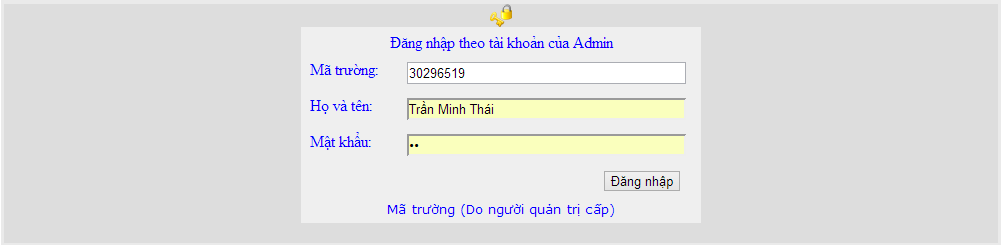 Đăng nhập theo tài khoản của Admin
Mã trường: 30296519
Họ và tên: Trần Minh Thái
Mật khẩu: ••
Đăng nhập
Mã trường (Do người quản trị cấp)